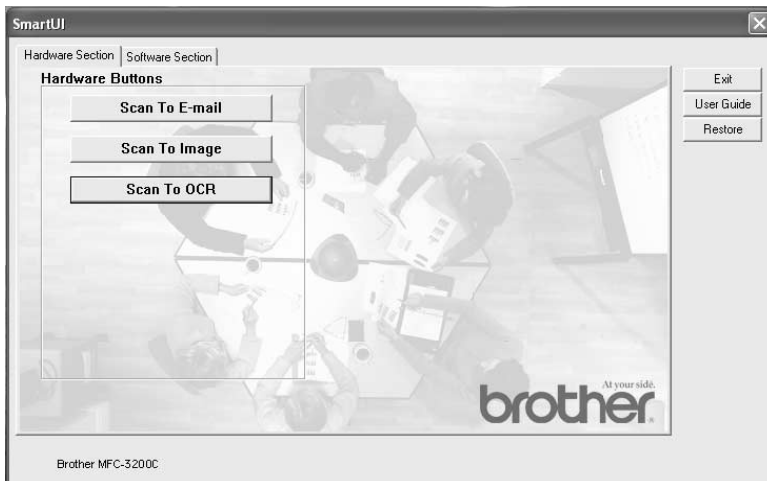 SmartUI
Hardware Section Software Section
Hardware Buttons
Scan To E-mail
Scan To Image
Scan To OCR
Exit
User Guide
Restore
At your side.
brother
Brother MFC-3200C